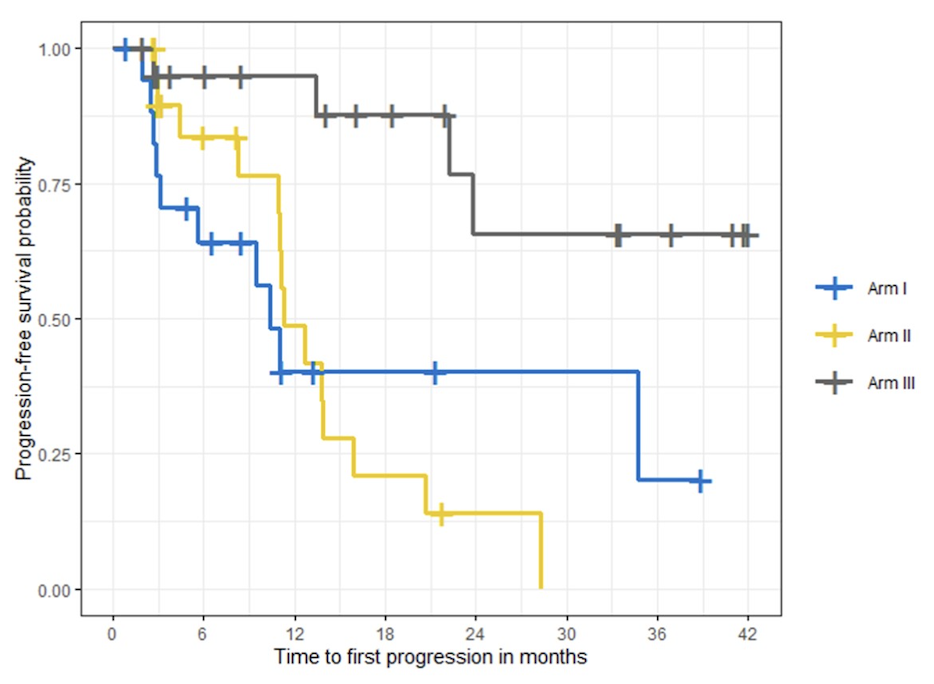 Progression-free survival probability
1.00
0.75
0.50
0.25
0.00
0 6 12 18 24 30 36 42
Time to first progression in months
Arm I
Arm II
Arm III